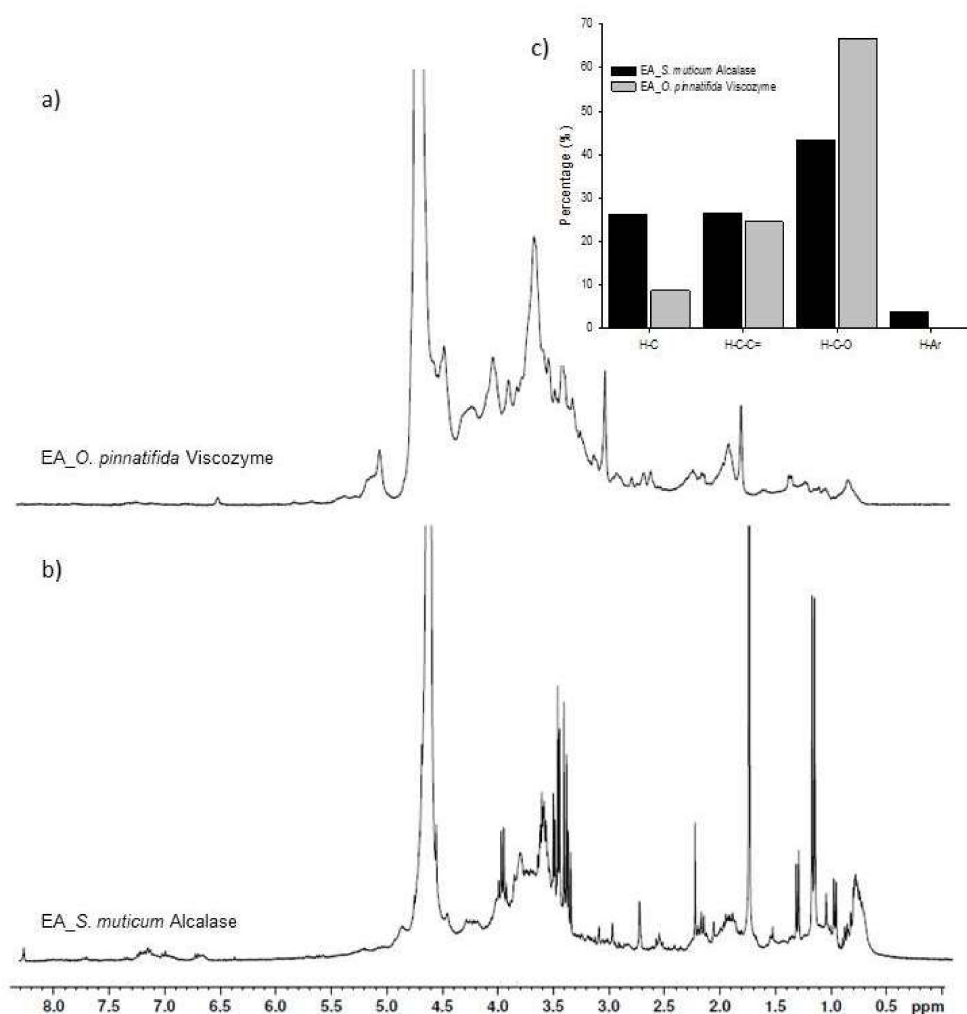 c)
70
60
50
40
30
20
10
0
Percentage (%)
EA_S. muticum Alcalase
EA_O. pinnatifida Viscozyme
H-C H-C-C= H-C-O H-Ar
a)
EA_O. pinnatifida Viscozyme
b)
EA_S. muticum Alcalase
8.0 7.5 7.0 6.5 6.0 5.5 5.0 4.5 4.0 3.5 3.0 2.5 2.0 1.5 1.0 0.5 ppm